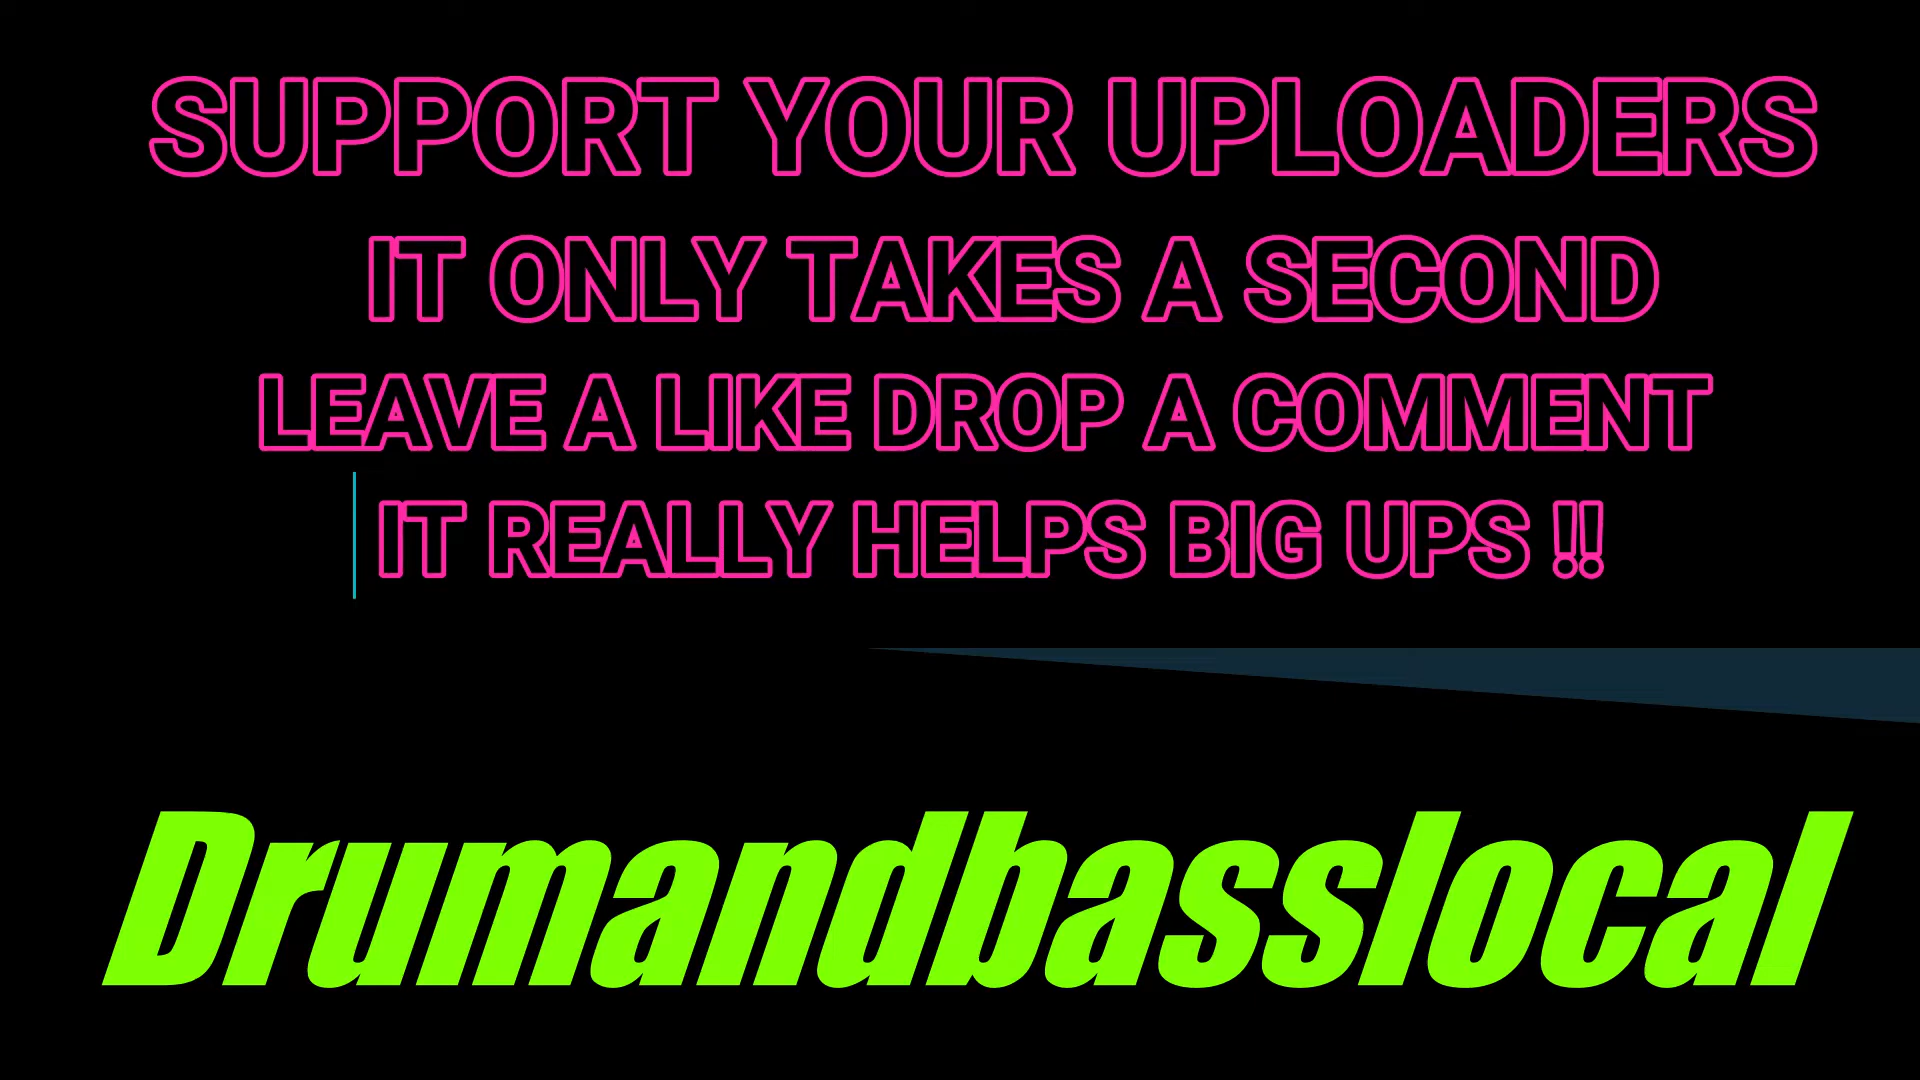 SUPPORT YOUR UPLOADERS
IT ONLY TAKES A SECOND
LEAVE A LIKE DROP A COMMENT
IT REALLY HELPS BIG UPS !!
Drumandbasslocal